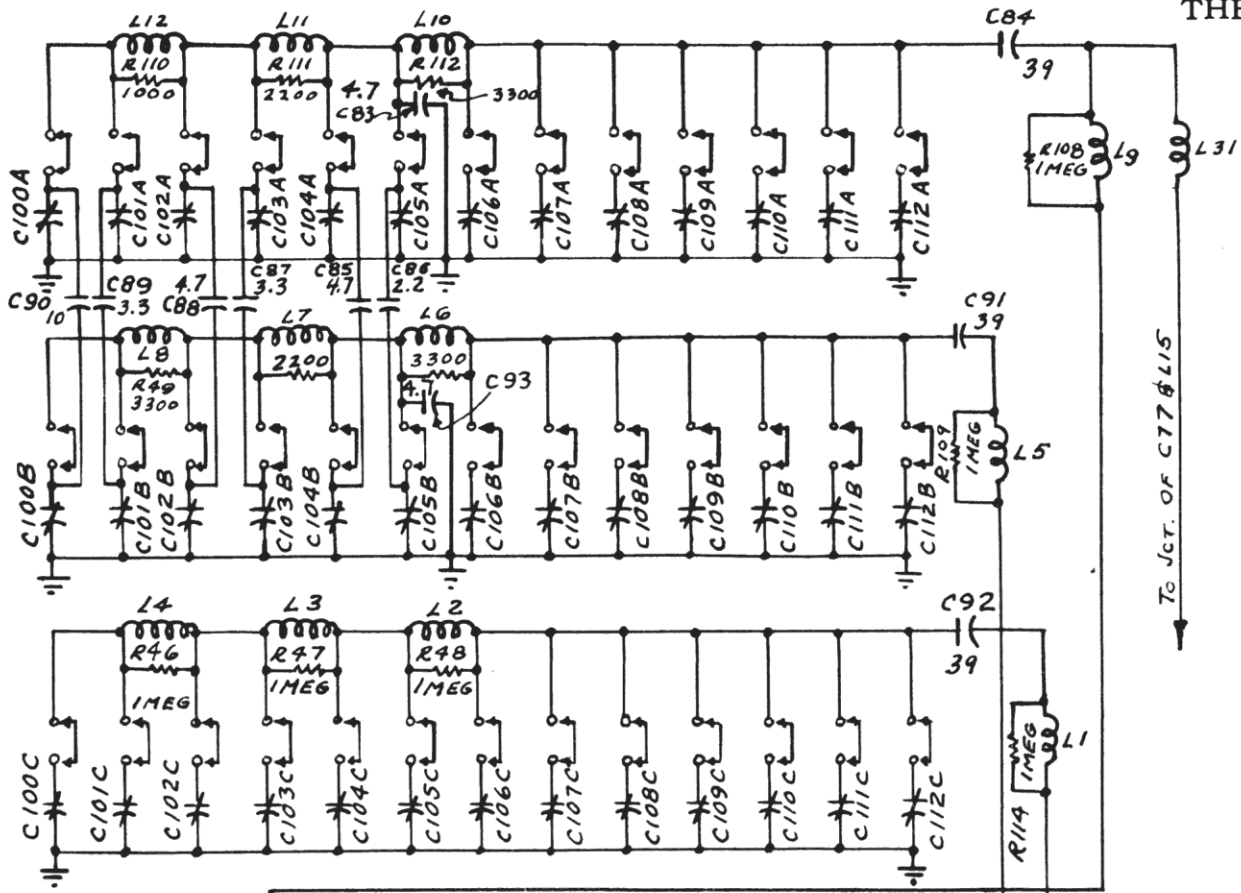 THE
L12
L11
L10
C84
39
R110
1000
R111
2200
R112
3300
4.7
C83
R108
1MEG
L9
L31
C100A
C101A
C102A
C103A
C104A
C105A
C106A
C107A
C108A
C109A
C110A
C111A
C112A
C90
10
C89
3.3
4.7
C88
C87
3.3
C85
4.7
C86
2.2
C91
39
L8
R49
3300
L7
2200
L6
3300
4.7
C93
R109
1MEG
L5
C100B
C101B
C102B
C103B
C104B
C105B
C106B
C107B
C108B
C109B
C110B
C111B
C112B
TO JCT. OF C77 & L15
L4
R46
1MEG
L3
R47
1MEG
L2
R48
1MEG
C92
39
1MEG
L1
R114
C100C
C101C
C102C
C103C
C104C
C105C
C106C
C107C
C108C
C109C
C110C
C111C
C112C